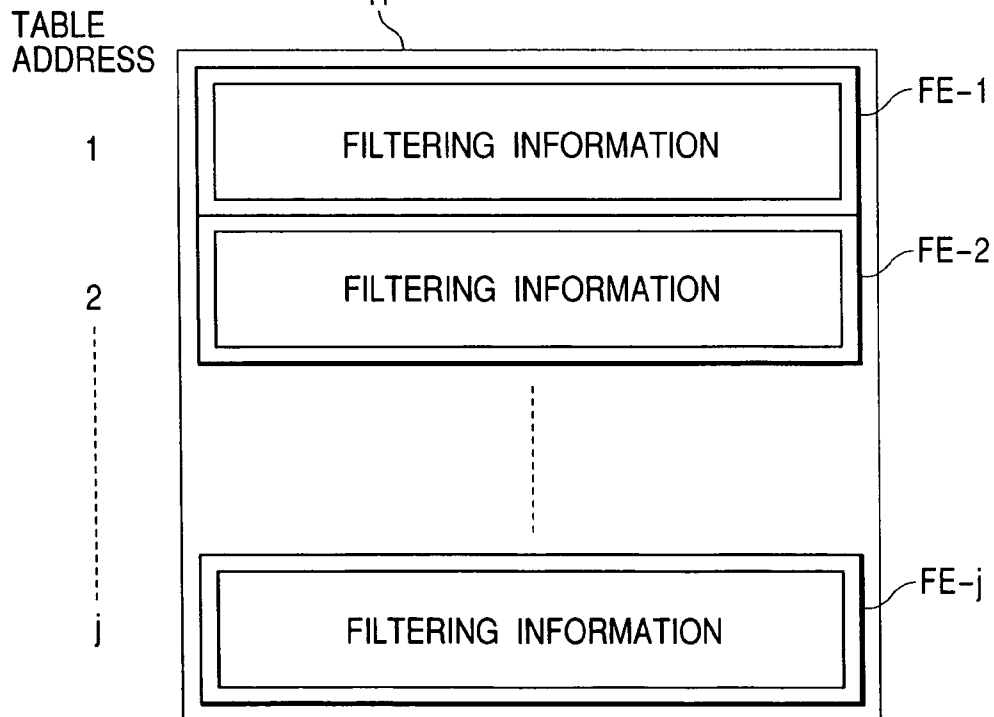 TABLE
ADDRESS
FE-1
1
FILTERING INFORMATION
FE-2
2
FILTERING INFORMATION
FE-j
j
FILTERING INFORMATION